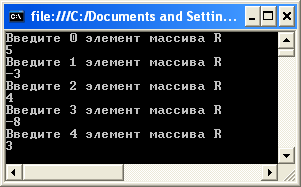 file:///C:/Documents and Settin...
Введите 0 элемент массива R
5
Введите 1 элемент массива R
-3
Введите 2 элемент массива R
4
Введите 3 элемент массива R
-8
Введите 4 элемент массива R
3